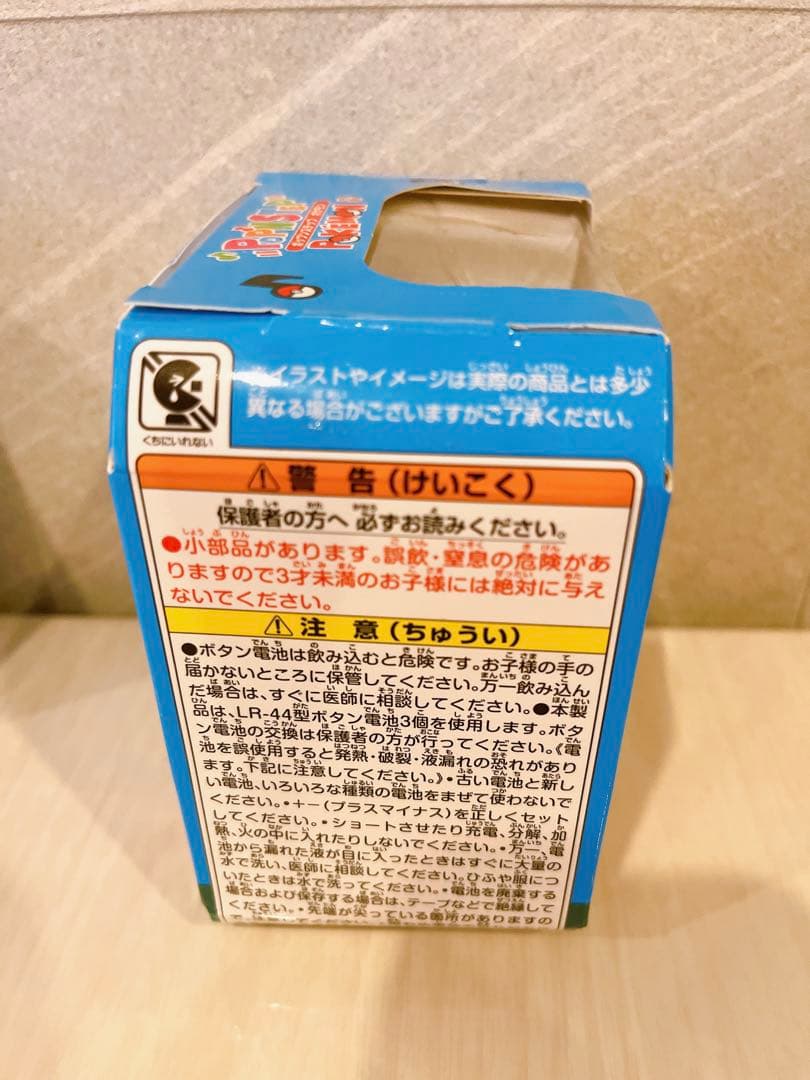 POP'N STEP
ポップンステップ ポケモン
POKÉMON
くちにいれない
※イラストやイメージは実際の商品とは多少
異なる場合がございますがご了承ください。
⚠警 告(けいこく)
保護者の方へ 必ずお読みください。
●小部品があります。誤飲・窒息の危険があ
りますので3才未満のお子様には絶対に与え
ないでください。
⚠注 意(ちゅうい)
●ボタン電池は飲み込むと危険です。お子様の手の
届かないところに保管してください。万一飲み込ん
だ場合は、すぐに医師に相談してください。●本製
品は、LR-44型ボタン電池3個を使用します。ボタ
ン電池の交換は保護者の方が行ってください。《電
池を誤使用すると発熱・破裂・液漏れの恐れがあり
ます。下記に注意してください。》・古い電池と新し
い電池、いろいろな種類の電池をまぜて使わないで
ください。・+-(プラスマイナス)を正しくセット
してください。・ショートさせたり充電、分解、加
熱、火の中に入れたりしないでください。・万一、電
池から漏れた液が目に入ったときはすぐに大量の
水で洗い、医師に相談してください。ひふや服につ
いたときは水で洗ってください。・電池を廃棄する
場合および保存する場合は、テープなどで絶縁して
ください。・先端が尖っている箇所がありますの